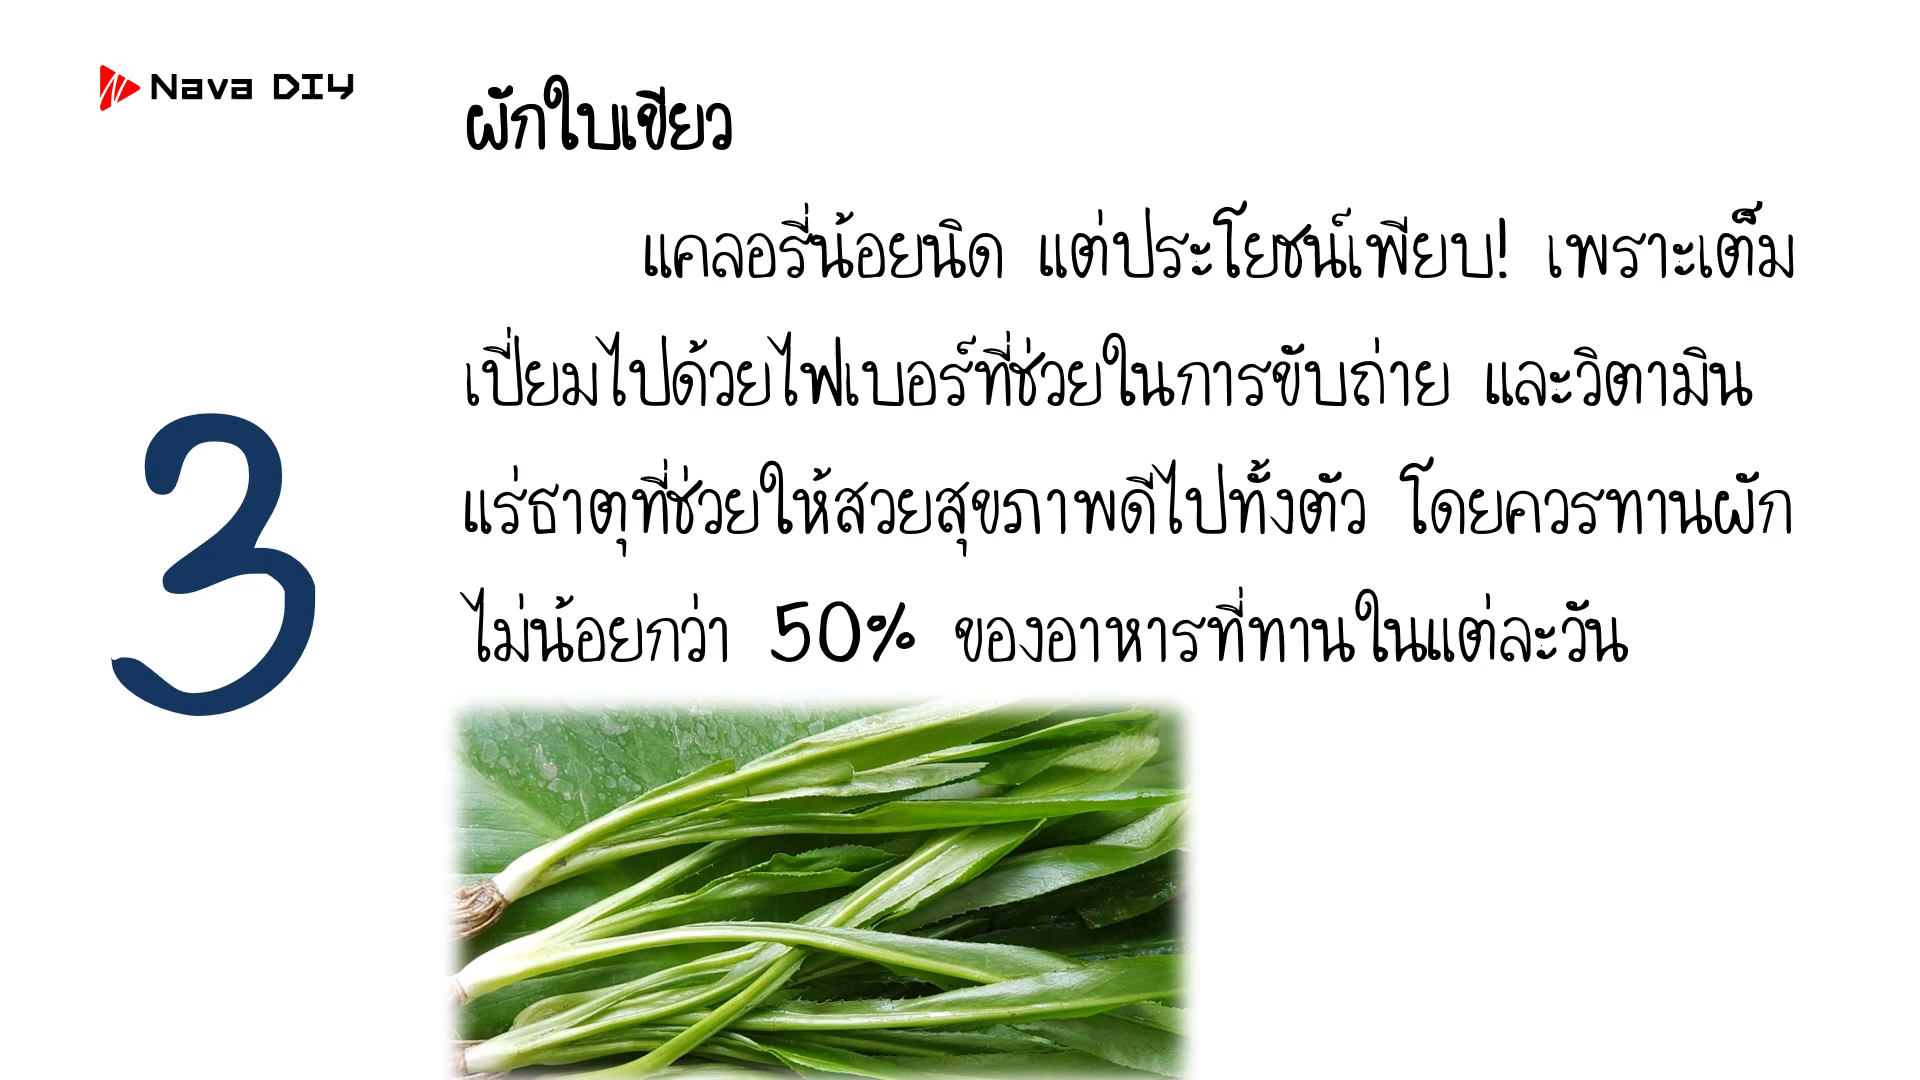 Nava DIY
ผักใบเขียว
แคลอรี่น้อยนิด แต่ประโยชน์เพียบ! เพราะเต็ม
เปี่ยมไปด้วยไฟเบอร์ที่ช่วยในการขับถ่าย และวิตามิน
แร่ธาตุที่ช่วยให้สวยสุขภาพดีไปทั้งตัว โดยควรทานผัก
ไม่น้อยกว่า 50% ของอาหารที่ทานในแต่ละวัน
3